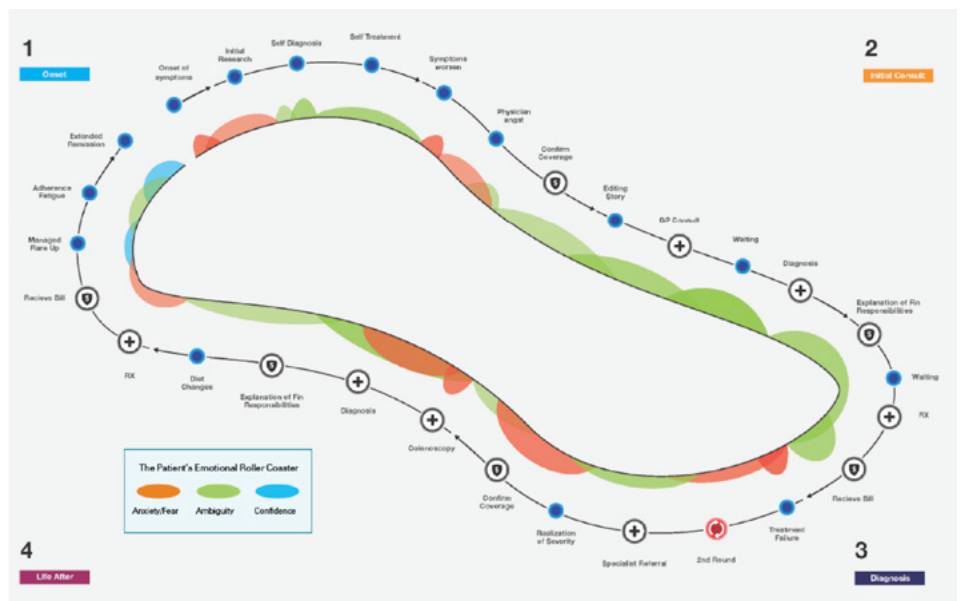 1
Onset
2
Initial Consult
Onset of
symptoms
Initial
Research
Self Diagnosis
Self Treatment
Symptoms
worsen
Physician
angst
Confirm
Coverage
Editing
Story
GP Consult
Waiting
Diagnosis
Explanation of Fin
Responsibilities
Waiting
RX
Recieve Bill
Treatment
Failure
2nd Round
Specialist Referral
Realization
of Severity
Confirm
Coverage
Colonoscopy
Diagnosis
Explanation of Fin
Responsibilities
Diet
Changes
RX
Recieve Bill
Managed
Flare Up
Adherence
Fatigue
Extended
Remission
The Patient's Emotional Roller Coaster
Anxiety/Fear
Ambiguity
Confidence
4
Life After
3
Diagnosis